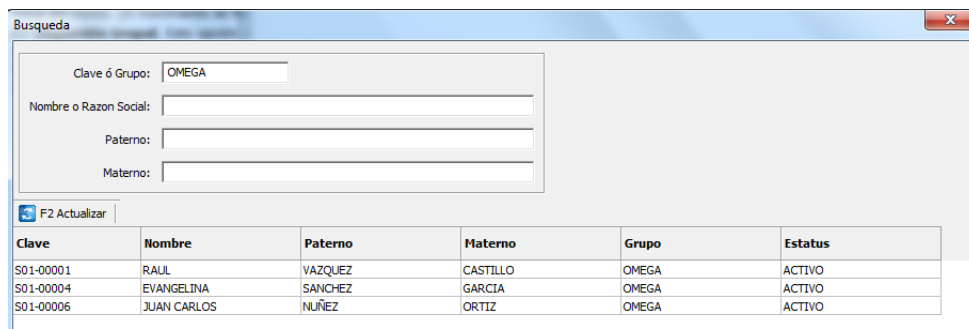 Busqueda
Clave ó Grupo: OMEGA
Nombre o Razon Social:
Paterno:
Materno:
F2 Actualizar
Clave Nombre Paterno Materno Grupo Estatus
S01-00001 RAUL VAZQUEZ CASTILLO OMEGA ACTIVO
S01-00004 EVANGELINA SANCHEZ GARCIA OMEGA ACTIVO
S01-00006 JUAN CARLOS NUÑEZ ORTIZ OMEGA ACTIVO